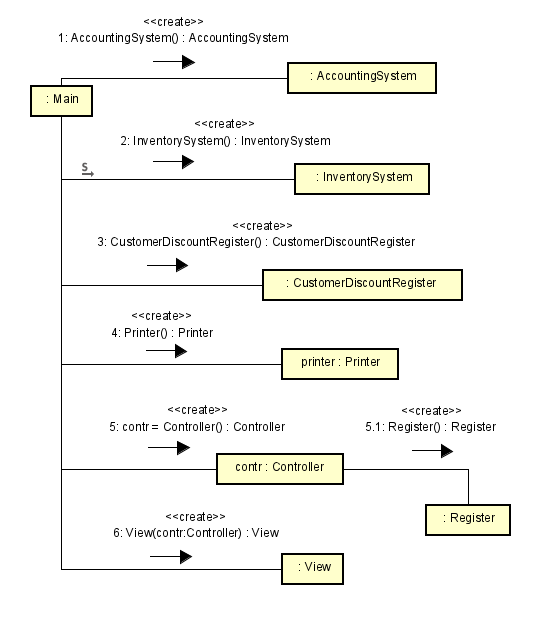 <<create>>
1: AccountingSystem() : AccountingSystem
: AccountingSystem
: Main
<<create>>
2: InventorySystem() : InventorySystem
S
: InventorySystem
<<create>>
3: CustomerDiscountRegister() : CustomerDiscountRegister
: CustomerDiscountRegister
<<create>>
4: Printer() : Printer
printer : Printer
<<create>>
5: contr = Controller() : Controller
<<create>>
5.1: Register() : Register
contr : Controller
: Register
<<create>>
6: View(contr:Controller) : View
: View